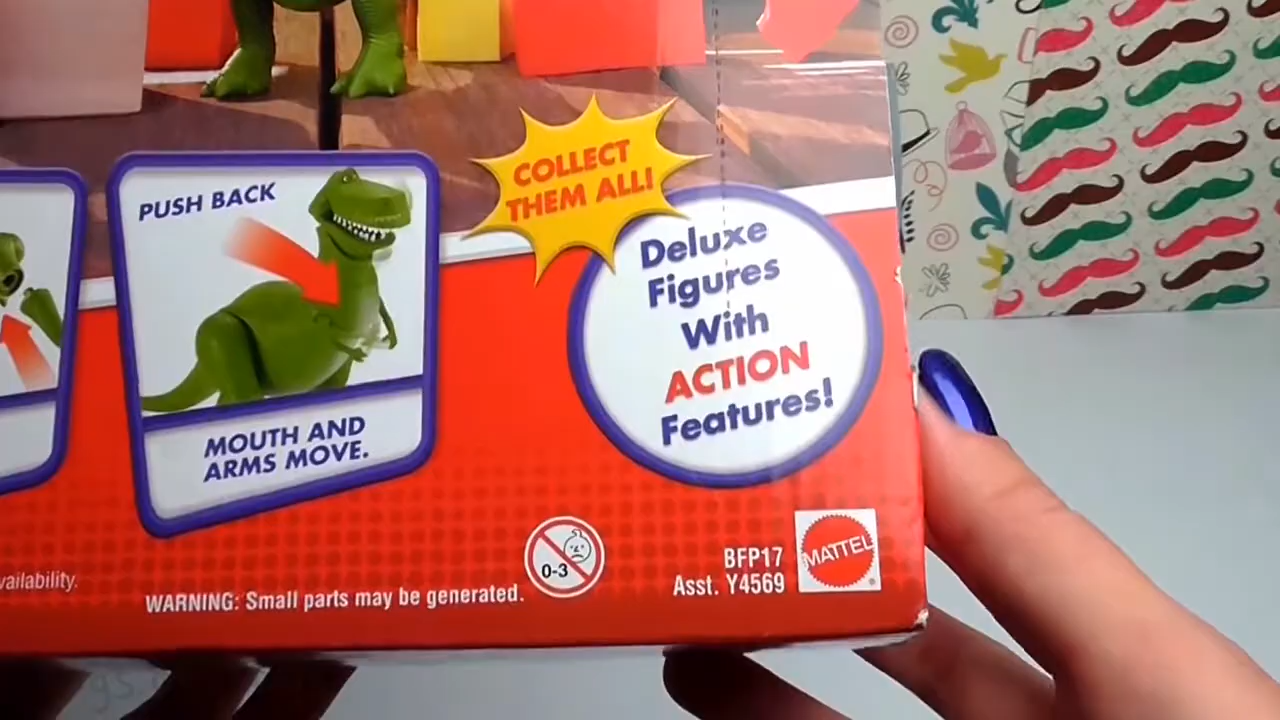 PUSH BACK
MOUTH AND
ARMS MOVE.
COLLECT
THEM ALL!
Deluxe
Figures
With
ACTION
Features!
0-3
BFP17
Asst. Y4569
MATTEL
WARNING: Small parts may be generated.